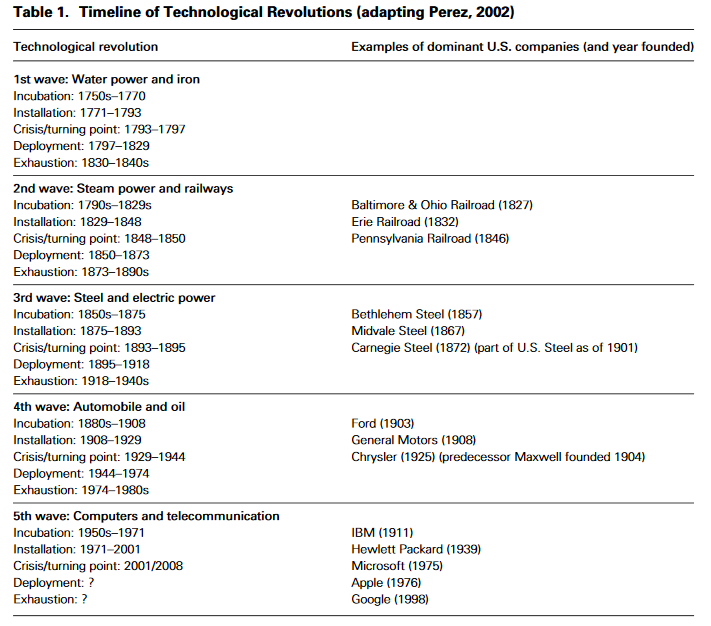 Table 1. Timeline of Technological Revolutions (adapting Perez, 2002)
Technological revolution Examples of dominant U.S. companies (and year founded)
1st wave: Water power and iron
Incubation: 1750s–1770
Installation: 1771–1793
Crisis/turning point: 1793–1797
Deployment: 1797–1829
Exhaustion: 1830–1840s
2nd wave: Steam power and railways
Incubation: 1790s–1829s Baltimore & Ohio Railroad (1827)
Installation: 1829–1848 Erie Railroad (1832)
Crisis/turning point: 1848–1850 Pennsylvania Railroad (1846)
Deployment: 1850–1873
Exhaustion: 1873–1890s
3rd wave: Steel and electric power
Incubation: 1850s–1875 Bethlehem Steel (1857)
Installation: 1875–1893 Midvale Steel (1867)
Crisis/turning point: 1893–1895 Carnegie Steel (1872) (part of U.S. Steel as of 1901)
Deployment: 1895–1918
Exhaustion: 1918–1940s
4th wave: Automobile and oil
Incubation: 1880s–1908 Ford (1903)
Installation: 1908–1929 General Motors (1908)
Crisis/turning point: 1929–1944 Chrysler (1925) (predecessor Maxwell founded 1904)
Deployment: 1944–1974
Exhaustion: 1974–1980s
5th wave: Computers and telecommunication
Incubation: 1950s–1971 IBM (1911)
Installation: 1971–2001 Hewlett Packard (1939)
Crisis/turning point: 2001/2008 Microsoft (1975)
Deployment: ? Apple (1976)
Exhaustion: ? Google (1998)